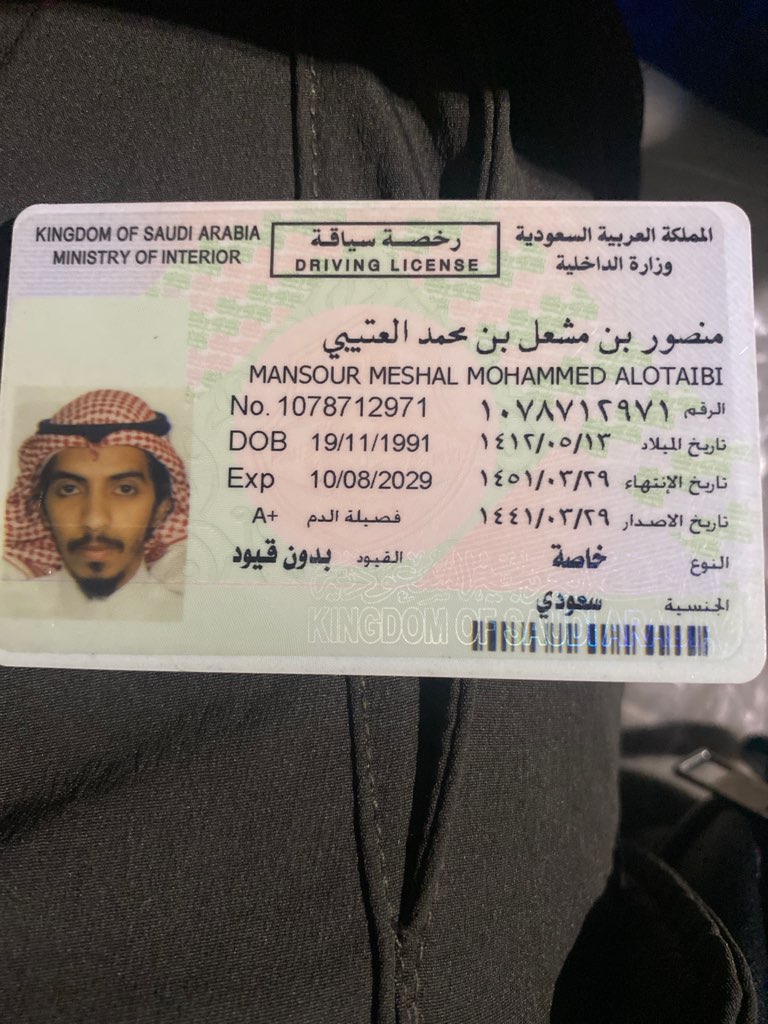 KINGDOM OF SAUDI ARABIA
MINISTRY OF INTERIOR
رخصة سياقة
DRIVING LICENSE
المملكة العربية السعودية
وزارة الداخلية
منصور بن مشعل بن محمد العتيبي
MANSOUR MESHAL MOHAMMED ALOTAIBI
No. 1078712971 الرقم ١٠٧٨٧١٢٩٧١
DOB 19/11/1991 تاريخ الميلاد ١٤١٢/٠٥/١٣
Exp 10/08/2029 تاريخ الإنتهاء ١٤٥١/٠٣/٢٩
تاريخ الاصدار ١٤٤١/٠٣/٢٩ فصيلة الدم A+
النوع خاصة القيود بدون قيود
الجنسية سعودي
KINGDOM OF SAUDI ARABIA